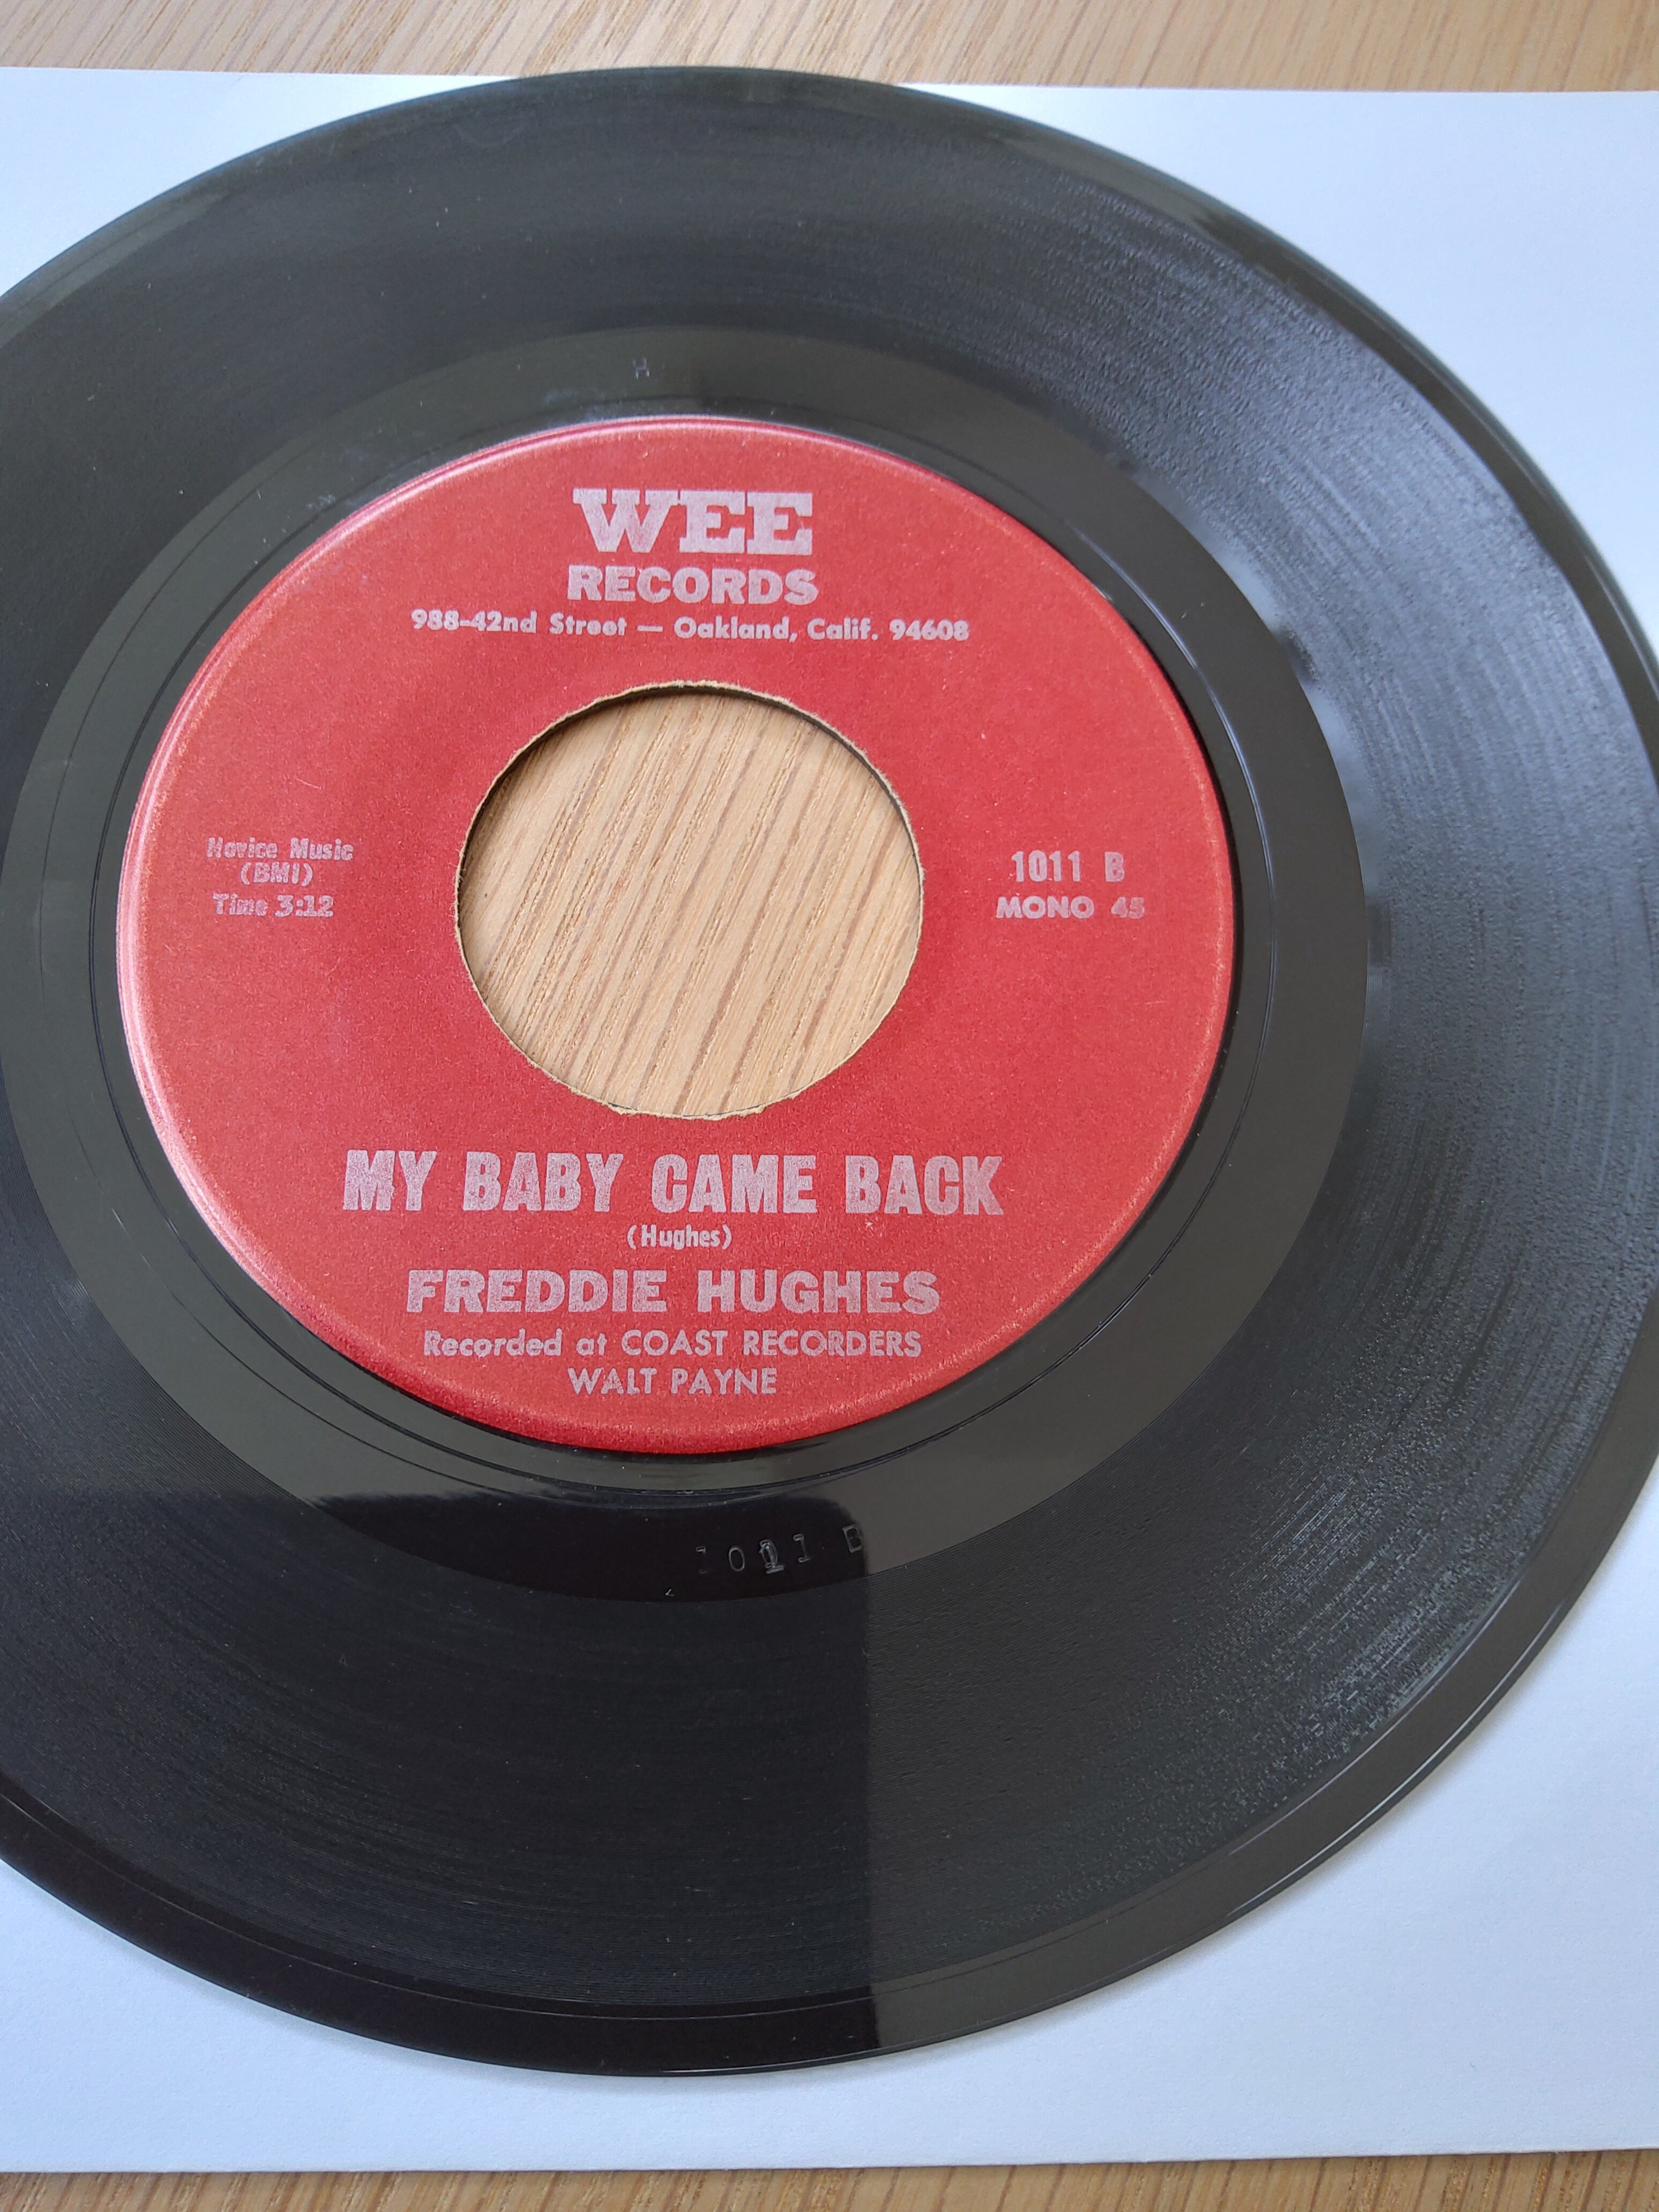 H
WEE
RECORDS
988-42nd Street — Oakland, Calif. 94608
Novice Music
(BMI)
Time 3:12
1011 B
MONO 45
MY BABY CAME BACK
(Hughes)
FREDDIE HUGHES
Recorded at COAST RECORDERS
WALT PAYNE
1011 B